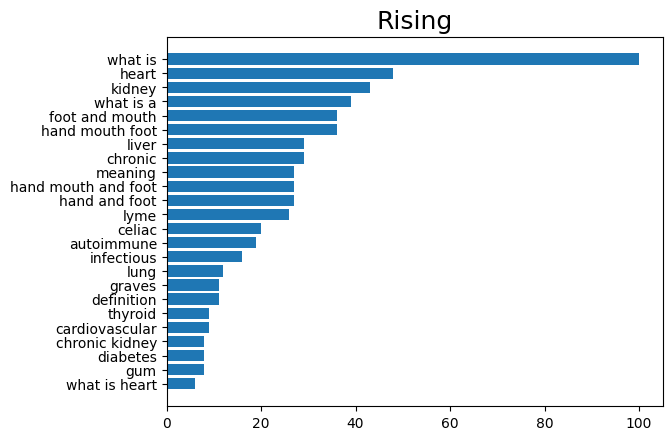 Rising
what is
heart
kidney
what is a
foot and mouth
hand mouth foot
liver
chronic
meaning
hand mouth and foot
hand and foot
lyme
celiac
autoimmune
infectious
lung
graves
definition
thyroid
cardiovascular
chronic kidney
diabetes
gum
what is heart
0 20 40 60 80 100